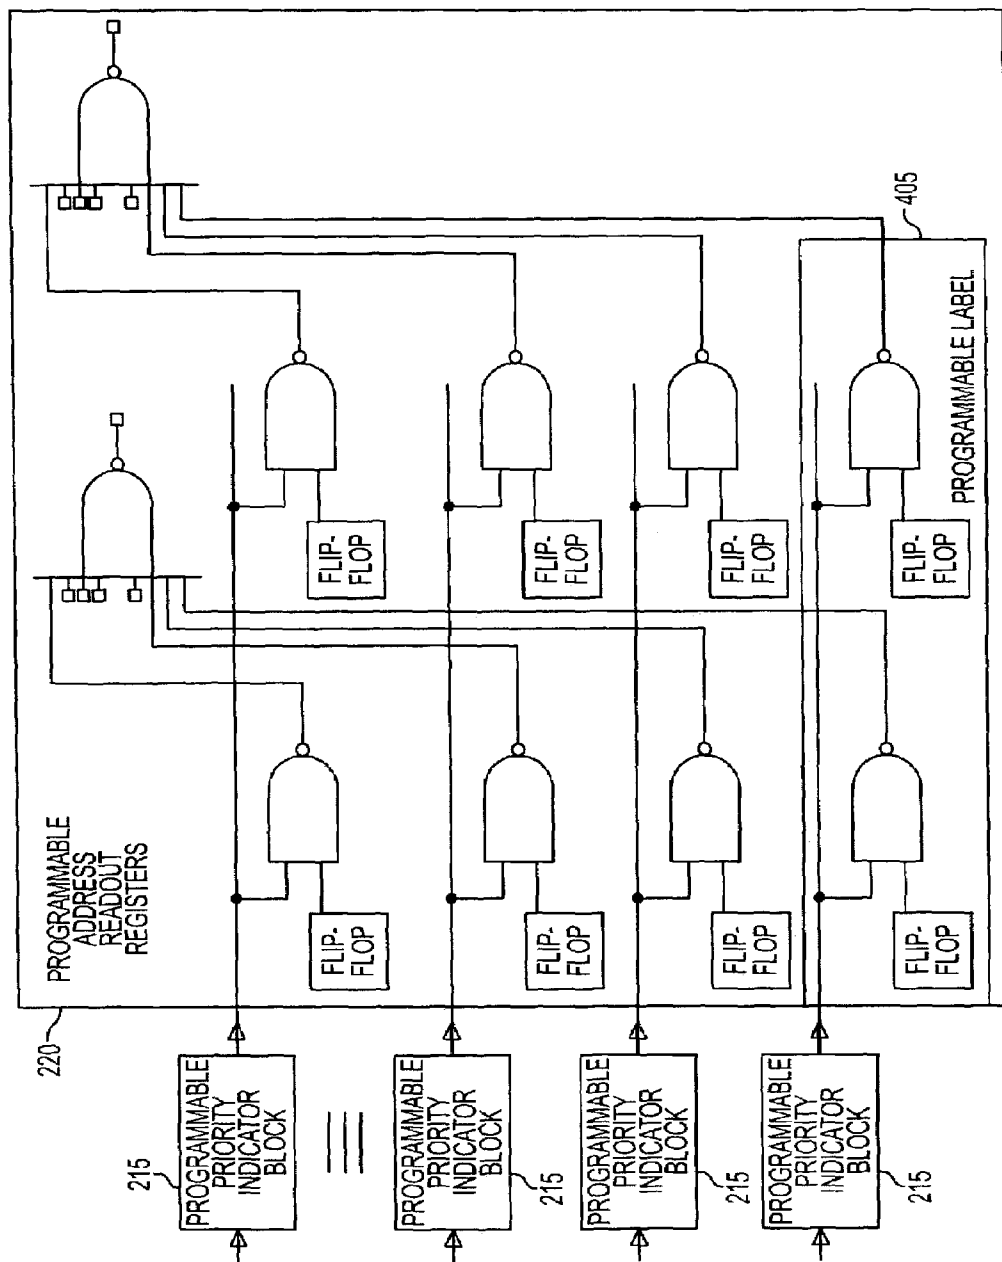 PROGRAMMABLE
ADDRESS
READOUT
REGISTERS
220
405
PROGRAMMABLE LABEL
FLIP-
FLOP
FLIP-
FLOP
FLIP-
FLOP
FLIP-
FLOP
FLIP-
FLOP
FLIP-
FLOP
FLIP-
FLOP
FLIP-
FLOP
215
PROGRAMMABLE
PRIORITY
INDICATOR
BLOCK
PROGRAMMABLE
PRIORITY
INDICATOR
BLOCK
215
PROGRAMMABLE
PRIORITY
INDICATOR
BLOCK
215
PROGRAMMABLE
PRIORITY
INDICATOR
BLOCK
215